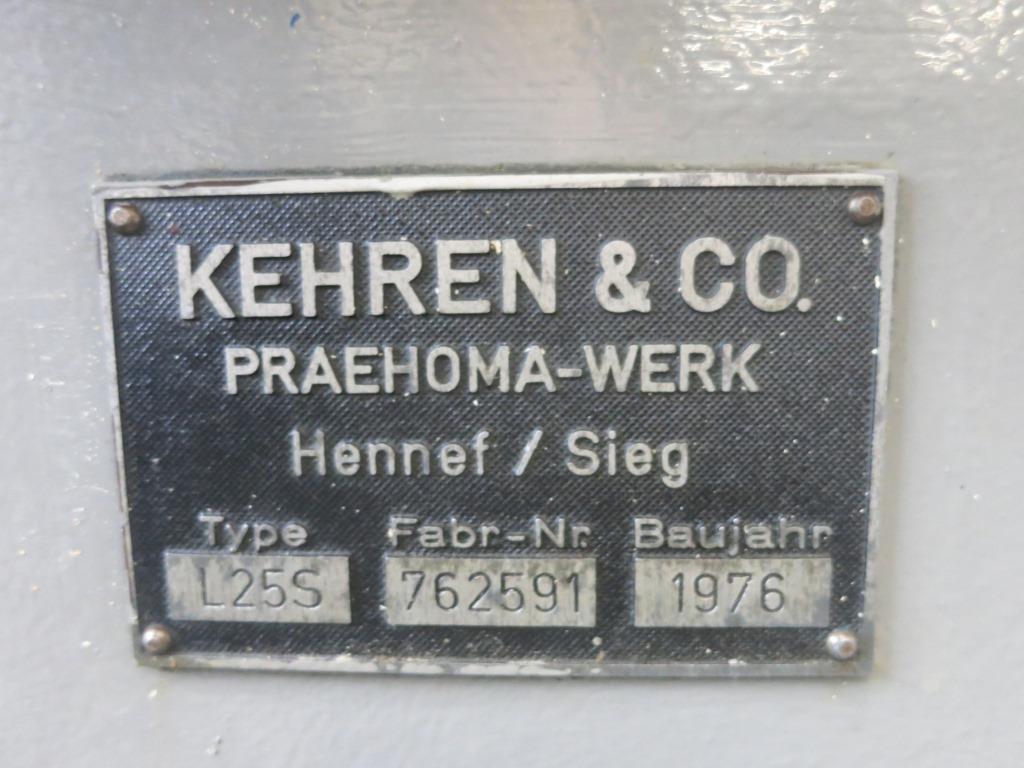 KEHREN & CO.
PRAEHOMA-WERK
Hennef / Sieg
Type Fabr-Nr. Baujahr
L25S 762591 1976